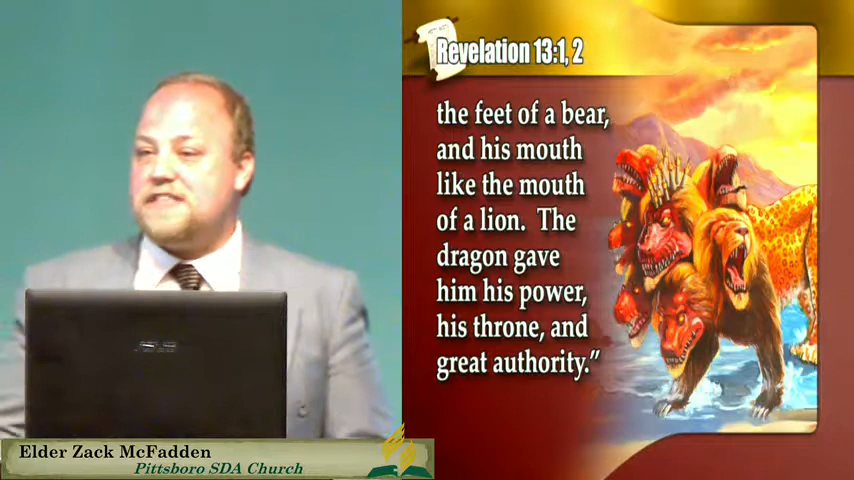 Revelation 13:1, 2
the feet of a bear,
and his mouth
like the mouth
of a lion. The
dragon gave
him his power,
his throne, and
great authority.”
ASUS
Elder Zack McFadden
Pittsboro SDA Church